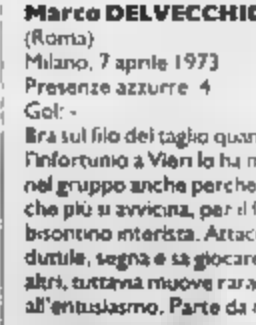 Marco DELVECCHIO
(Roma)
Milano, 7 aprile 1973
Presenze azzurre 4
Gol: -
Era sul filo del taglio quan
l'infortunio a Vieri lo ha m
nel gruppo anche perche
che più si avvicina, per il f
bisontino interista. Attac
duttile, segna e sa giocare
altri, tuttavia muove rara
all'entusiasmo. Parte da